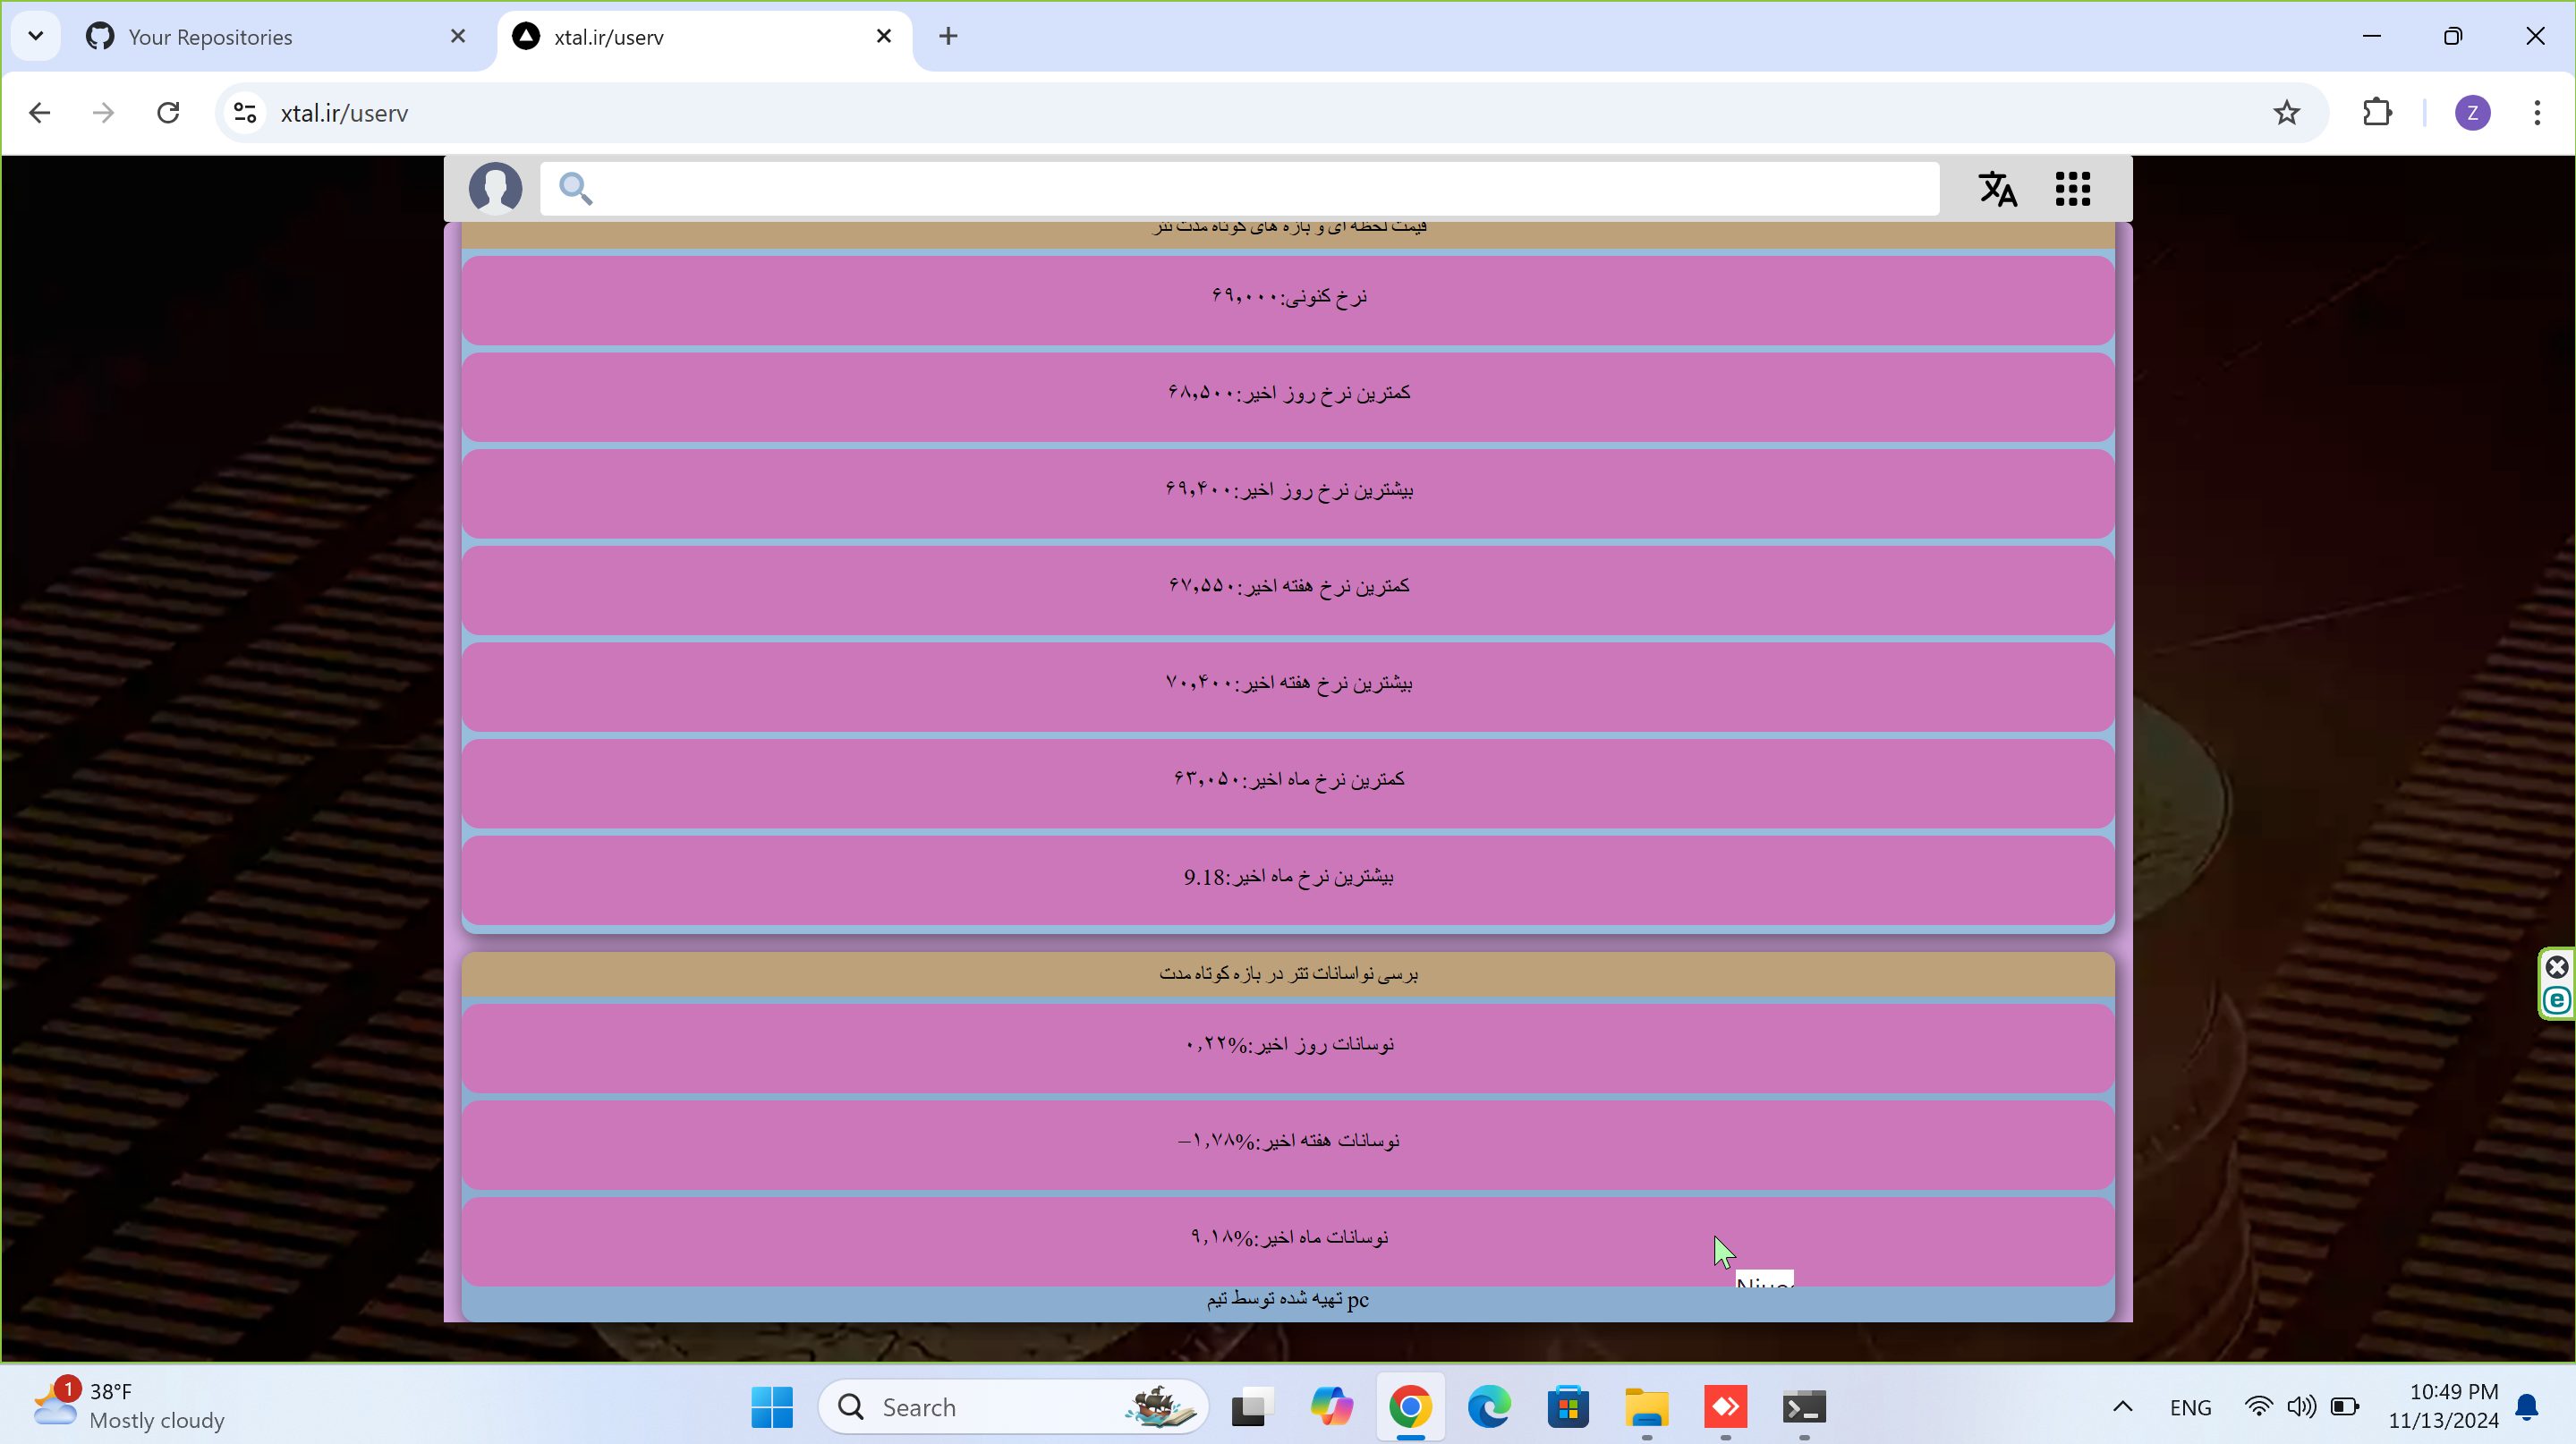 Your Repositories
xtal.ir/userv
xtal.ir/userv
Z
قیمت لحظه ای و بازه های کوتاه مدت تتر
نرخ کنونی:۶۹,۰۰۰
کمترین نرخ روز اخیر:۶۸,۵۰۰
بیشترین نرخ روز اخیر:۶۹,۴۰۰
کمترین نرخ هفته اخیر:۶۷,۵۵۰
بیشترین نرخ هفته اخیر:۷۰,۴۰۰
کمترین نرخ ماه اخیر:۶۳,۰۵۰
بیشترین نرخ ماه اخیر:9.18
برسی نواسانات تتر در بازه کوتاه مدت
نوسانات روز اخیر:%۰,۲۲
نوسانات هفته اخیر:%۱,۷۸−
نوسانات ماه اخیر:%۹,۱۸
pc تهیه شده توسط تیم
1
38°F
Mostly cloudy
Search
ENG
10:49 PM
11/13/2024